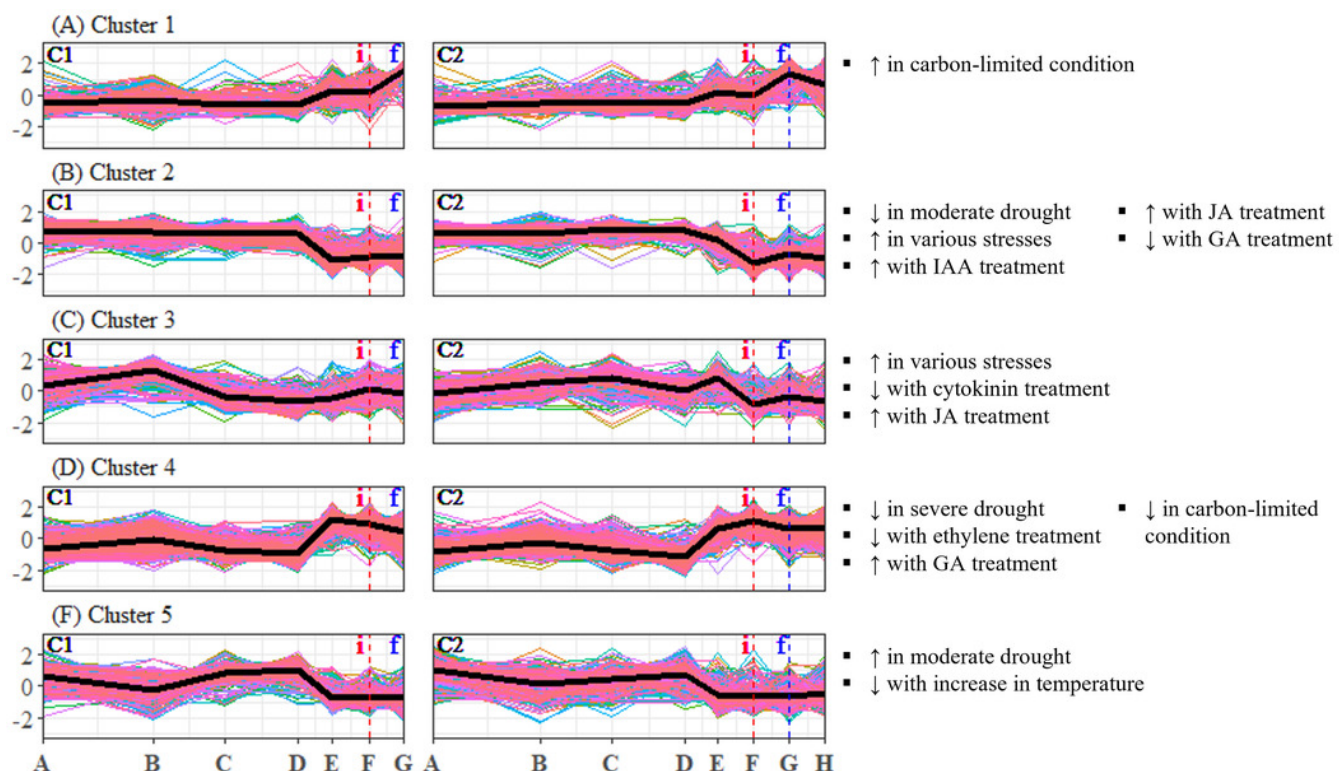 (A) Cluster 1
C1 i f C2 i f
2
0
-2
▪ ↑ in carbon-limited condition
(B) Cluster 2
C1 i f C2 i f
2
0
-2
▪ ↓ in moderate drought
▪ ↑ in various stresses
▪ ↑ with IAA treatment
▪ ↑ with JA treatment
▪ ↓ with GA treatment
(C) Cluster 3
C1 i f C2 i f
2
0
-2
▪ ↑ in various stresses
▪ ↓ with cytokinin treatment
▪ ↑ with JA treatment
(D) Cluster 4
C1 i f C2 i f
2
0
-2
▪ ↓ in severe drought
▪ ↓ with ethylene treatment
▪ ↑ with GA treatment
▪ ↓ in carbon-limited
condition
(F) Cluster 5
C1 i f C2 i f
2
0
-2
▪ ↑ in moderate drought
▪ ↓ with increase in temperature
A B C D E F G A B C D E F G H